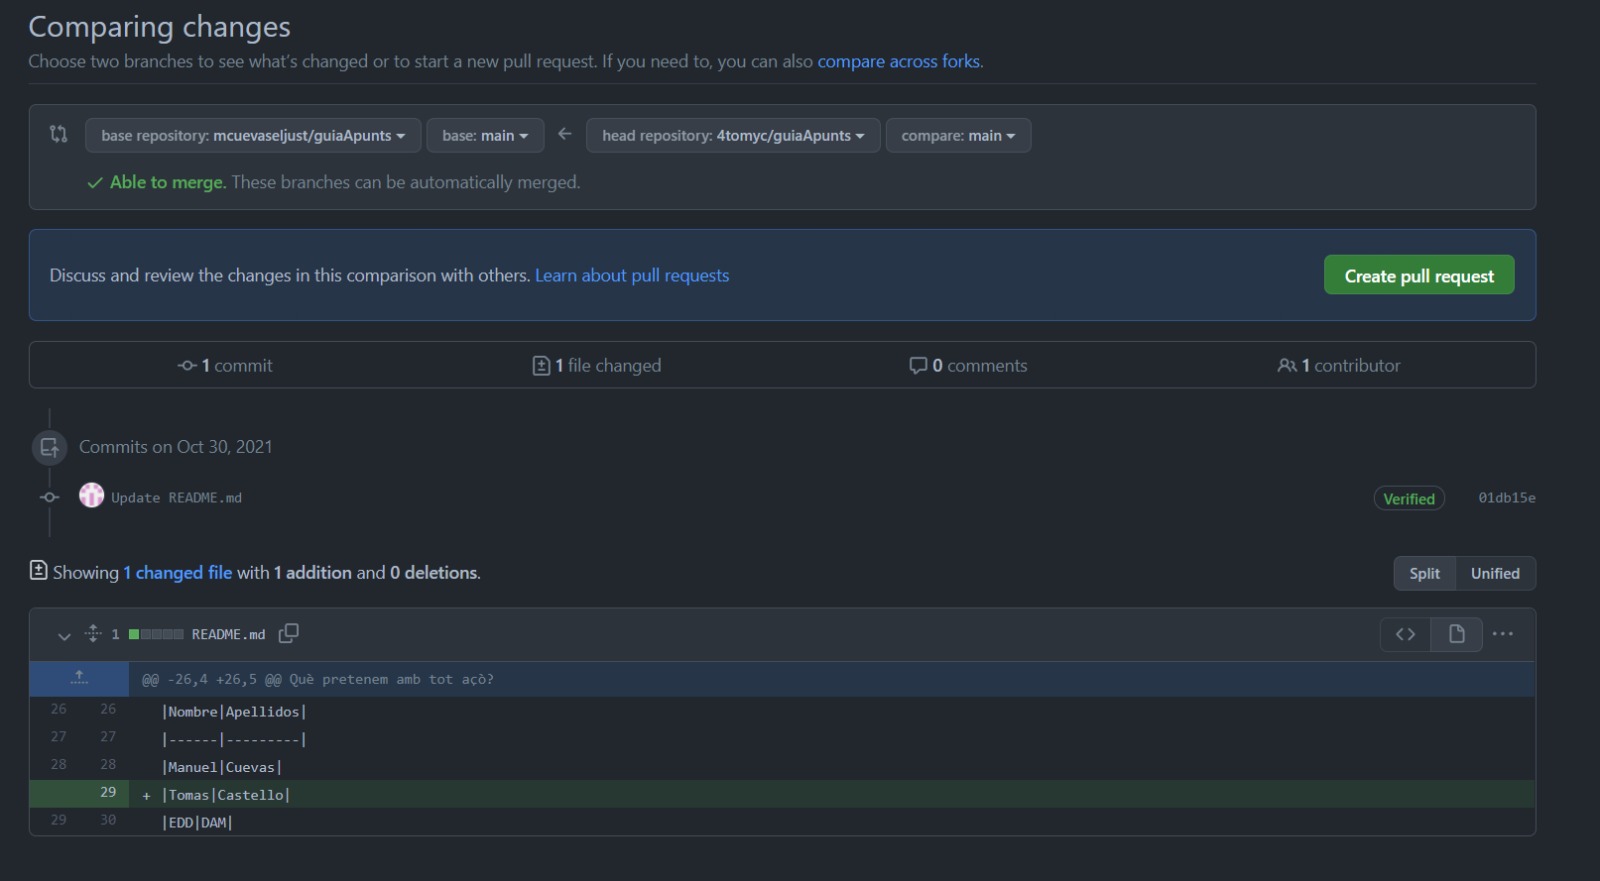 Comparing changes
Choose two branches to see what's changed or to start a new pull request. If you need to, you can also compare across forks.
base repository: mcuevaseljust/guiaApunts base: main ← head repository: 4tomyc/guiaApunts compare: main
Able to merge. These branches can be automatically merged.
Discuss and review the changes in this comparison with others. Learn about pull requests Create pull request
1 commit 1 file changed 0 comments 1 contributor
Commits on Oct 30, 2021
Update README.md Verified 01db15e
Showing 1 changed file with 1 addition and 0 deletions. Split Unified
1 README.md
@@ -26,4 +26,5 @@ Què pretenem amb tot açò?
26 26 |Nombre|Apellidos|
27 27 |------|---------|
28 28 |Manuel|Cuevas|
29 + |Tomas|Castello|
29 30 |EDD|DAM|